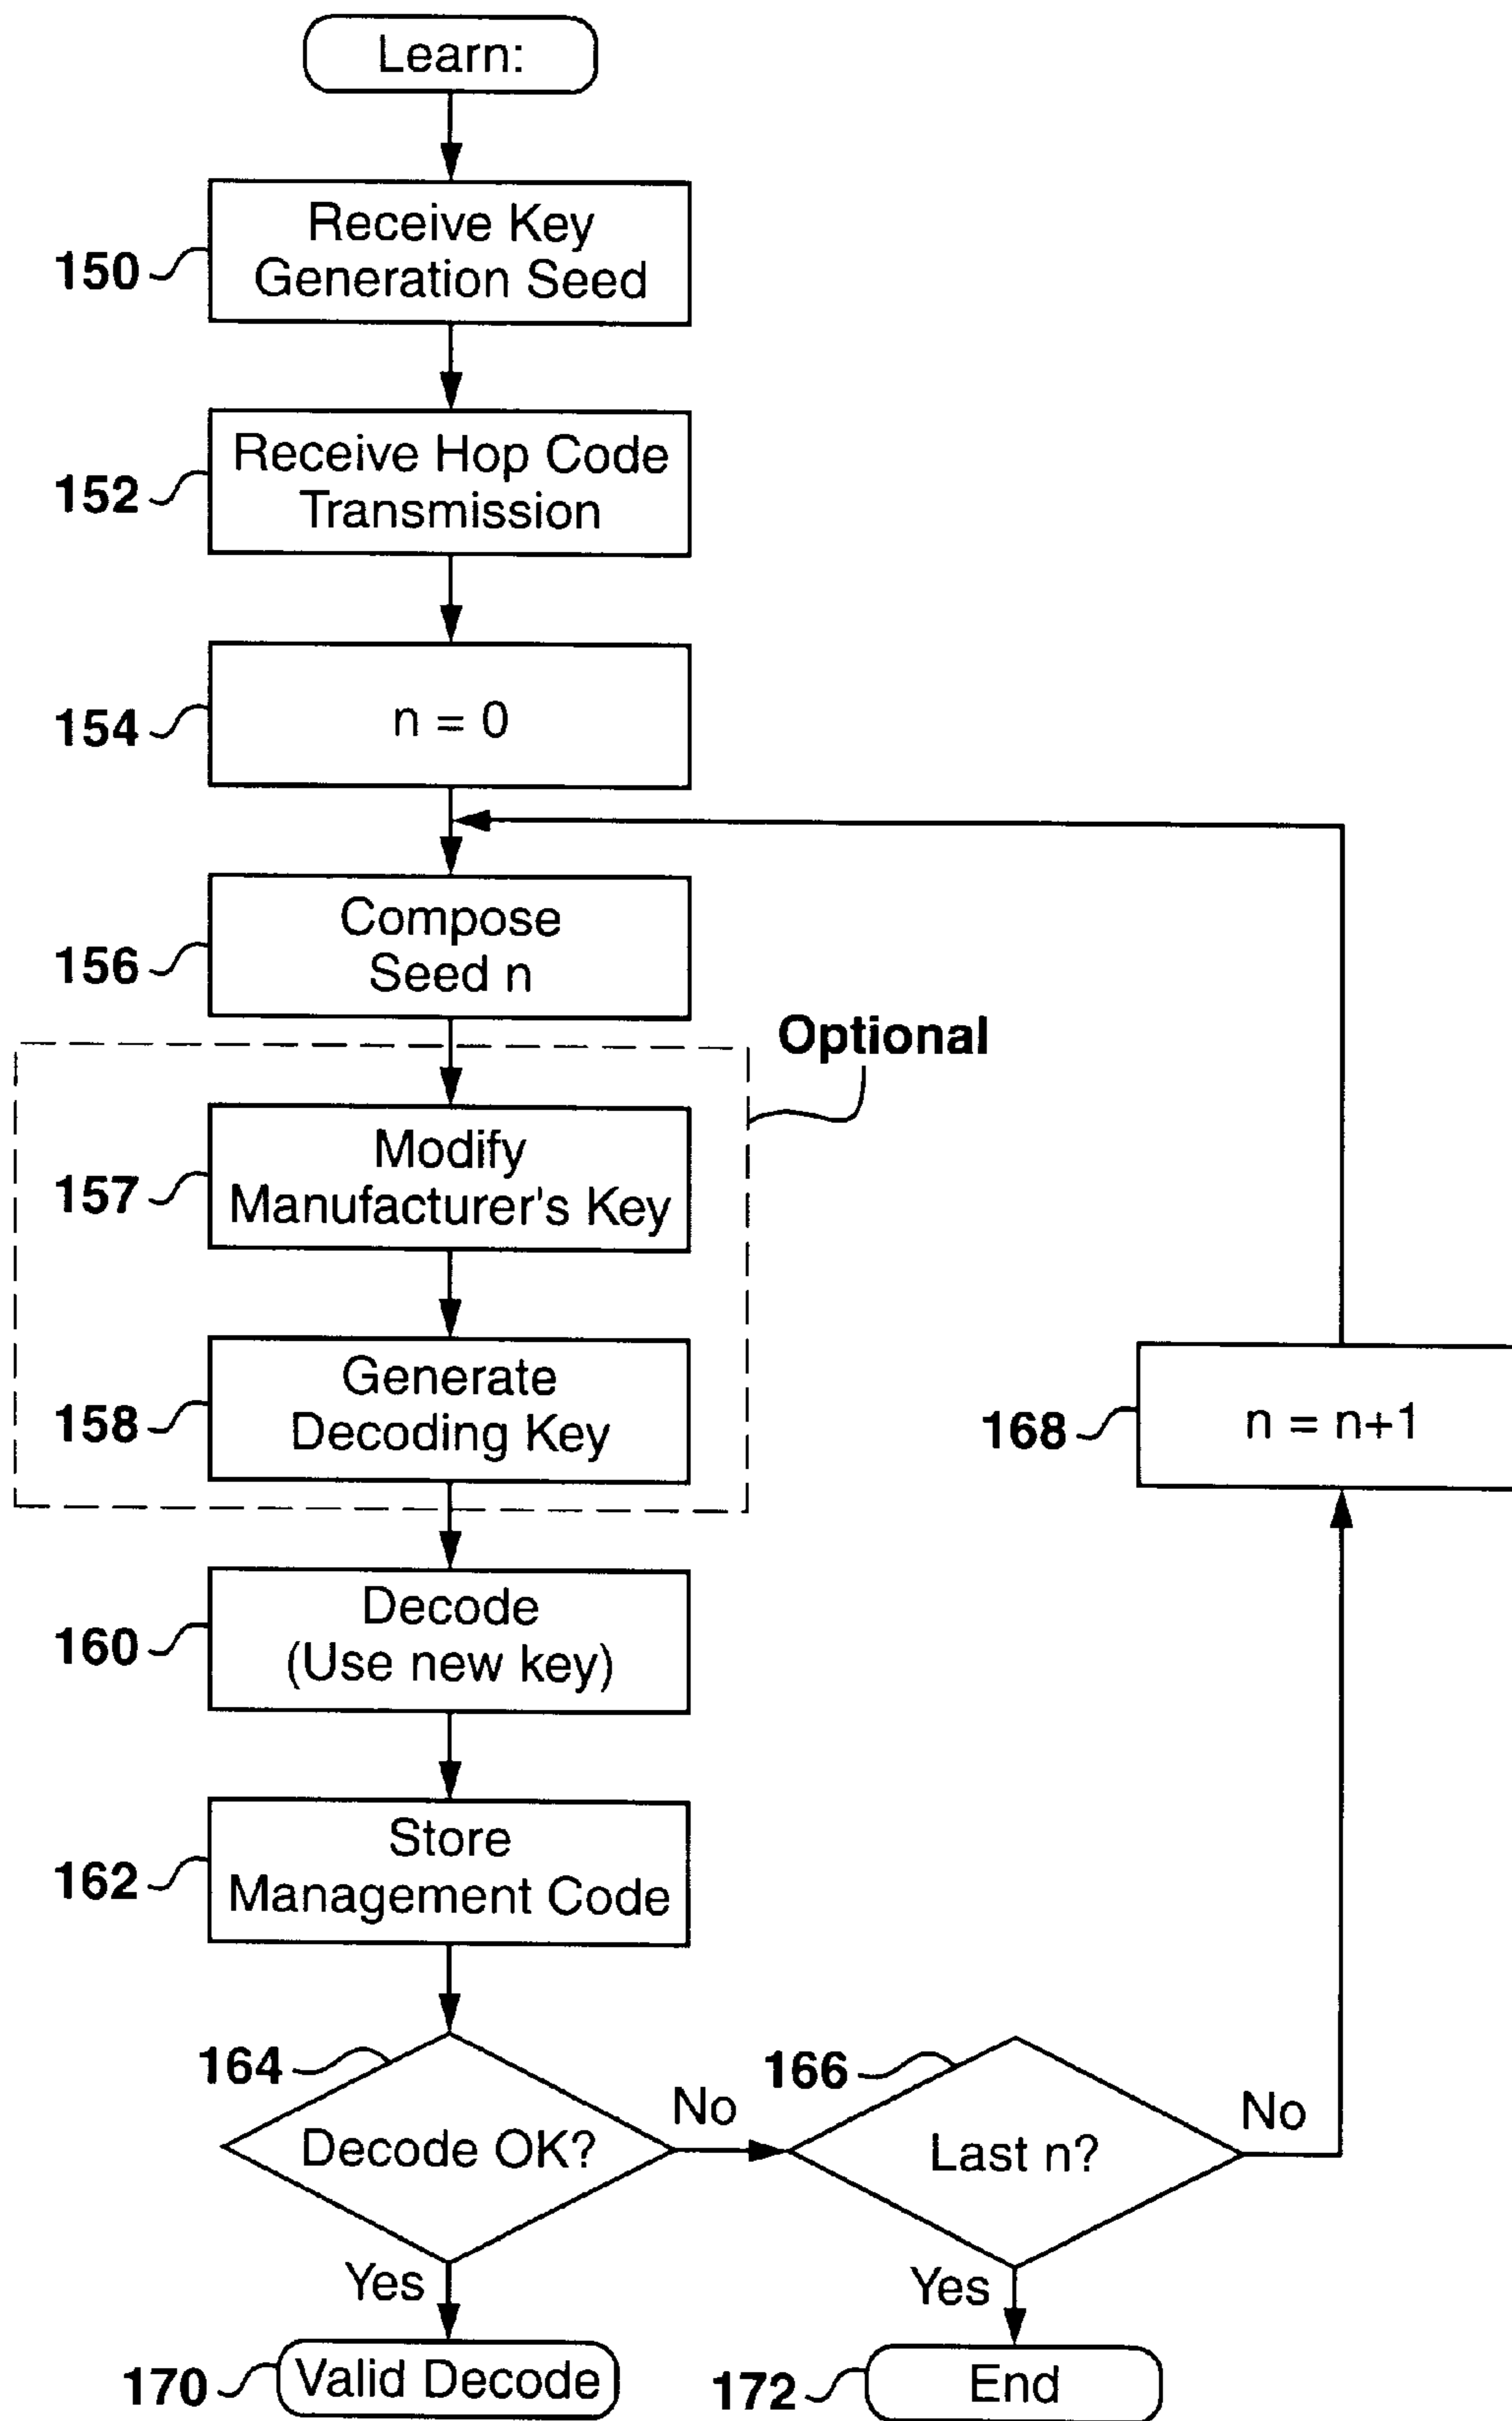 Learn:
Receive Key
Generation Seed
150
Receive Hop Code
Transmission
152
n = 0
154
Compose
Seed n
156
Optional
Modify
Manufacturer's Key
157
Generate
Decoding Key
158
n = n+1
168
Decode
(Use new key)
160
Store
Management Code
162
164
Decode OK?
No
166
Last n?
No
Yes
Yes
170
Valid Decode
172
End